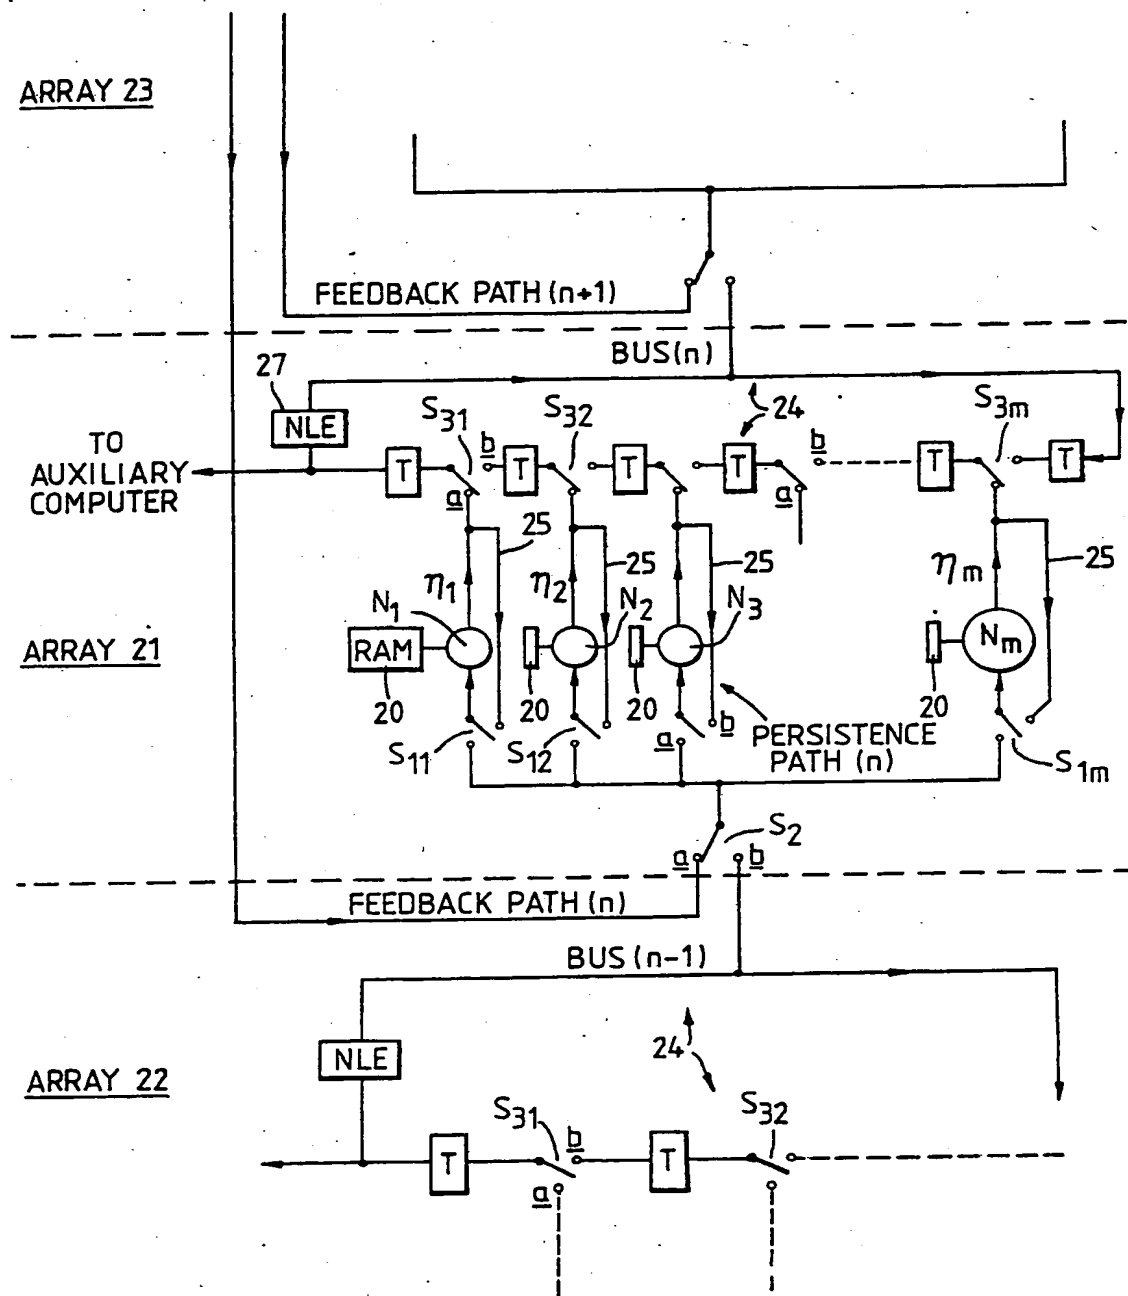 ARRAY 23
FEEDBACK PATH (n+1)
BUS(n)
27
NLE
S31
S32
24
S3m
TO
AUXILIARY
COMPUTER
T
b
T
T
T
b
T
T
a
a
25
25
25
25
η1
η2
ηm
N1
N2
N3
Nm
ARRAY 21
RAM
20
20
20
20
S11
S12
a
b
PERSISTENCE
PATH (n)
S1m
S2
a
b
FEEDBACK PATH (n)
BUS (n-1)
NLE
24
ARRAY 22
S31
b
S32
T
T
a